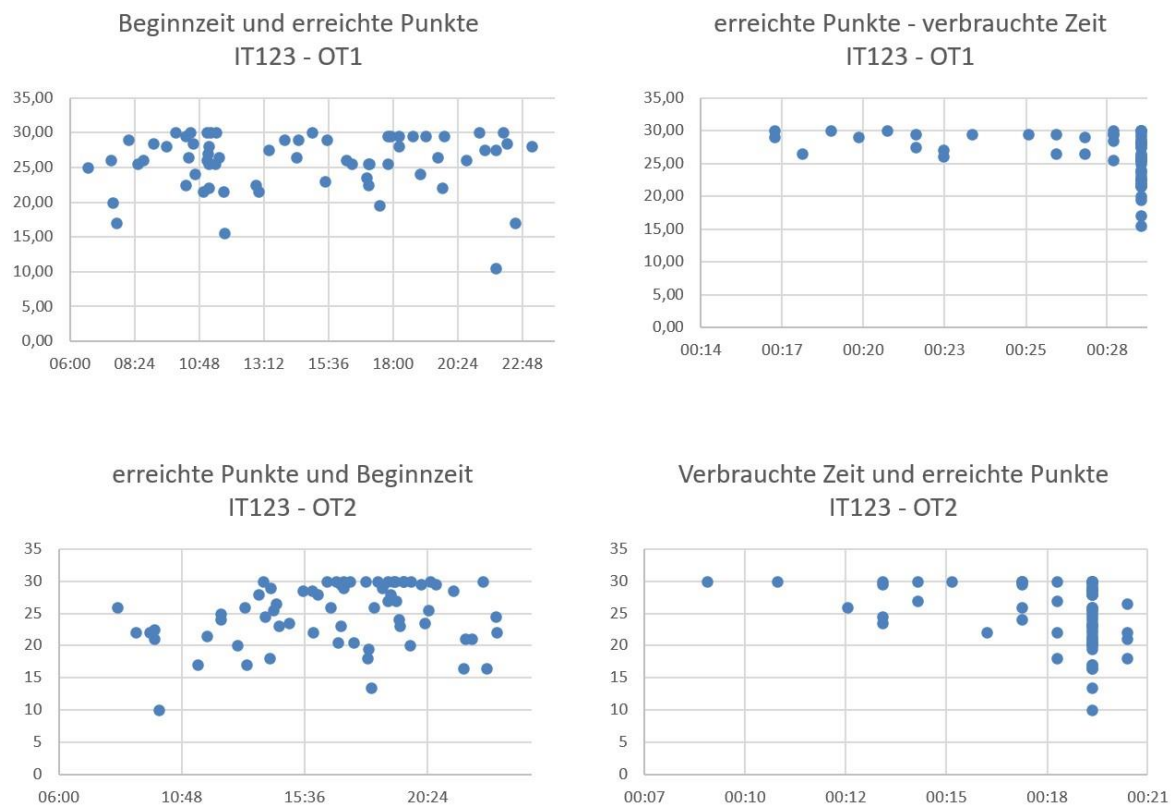 Beginnzeit und erreichte Punkte
IT123 - OT1
35,00
30,00
25,00
20,00
15,00
10,00
5,00
0,00
06:00 08:24 10:48 13:12 15:36 18:00 20:24 22:48
erreichte Punkte - verbrauchte Zeit
IT123 - OT1
35,00
30,00
25,00
20,00
15,00
10,00
5,00
0,00
00:14 00:17 00:20 00:23 00:25 00:28
erreichte Punkte und Beginnzeit
IT123 - OT2
35
30
25
20
15
10
5
0
06:00 10:48 15:36 20:24
Verbrauchte Zeit und erreichte Punkte
IT123 - OT2
35
30
25
20
15
10
5
0
00:07 00:10 00:12 00:15 00:18 00:21